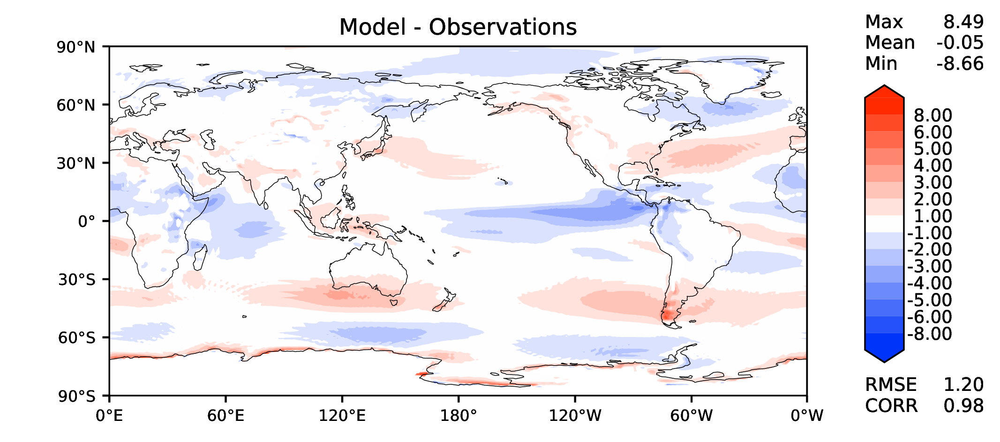 Model - Observations
Max 8.49
Mean -0.05
Min -8.66
90°N
60°N
30°N
0°
30°S
60°S
90°S
0°E 60°E 120°E 180° 120°W 60°W 0°W
8.00
6.00
5.00
4.00
3.00
2.00
1.00
-1.00
-2.00
-3.00
-4.00
-5.00
-6.00
-8.00
RMSE 1.20
CORR 0.98